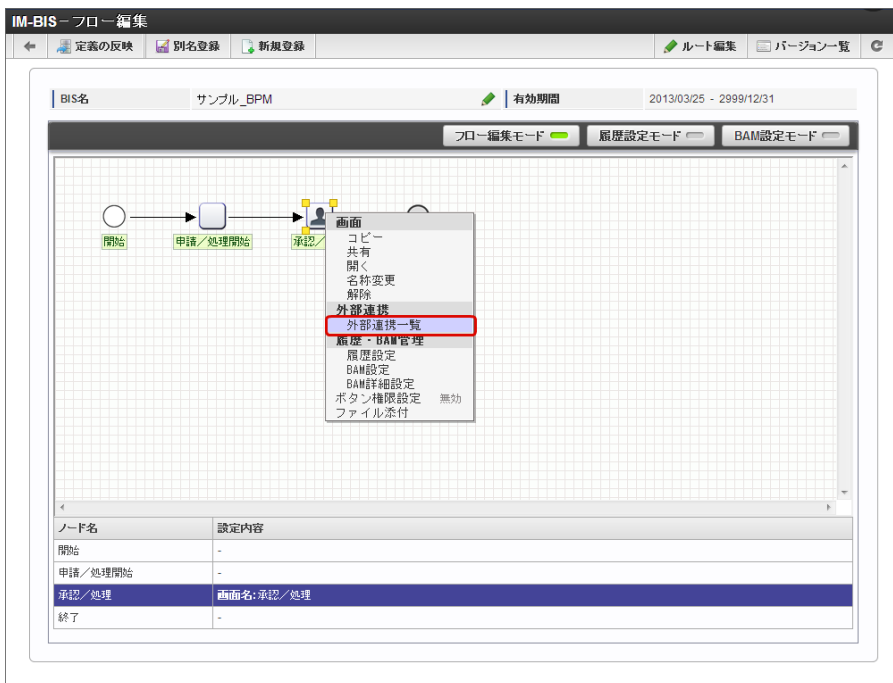 IM-BIS－フロー編集
定義の反映 別名登録 新規登録 ルート編集 バージョン一覧
BIS名 サンプル_BPM 有効期間 2013/03/25 - 2999/12/31
フロー編集モード 履歴設定モード BAM設定モード
開始 申請／処理開始 承認／
画面
コピー
共有
開く
名称変更
解除
外部連携
外部連携一覧
履歴・BAM管理
履歴設定
BAM設定
BAM詳細設定
ボタン権限設定 無効
ファイル添付
ノード名 設定内容
開始 -
申請／処理開始 -
承認／処理 画面名:承認／処理
終了 -